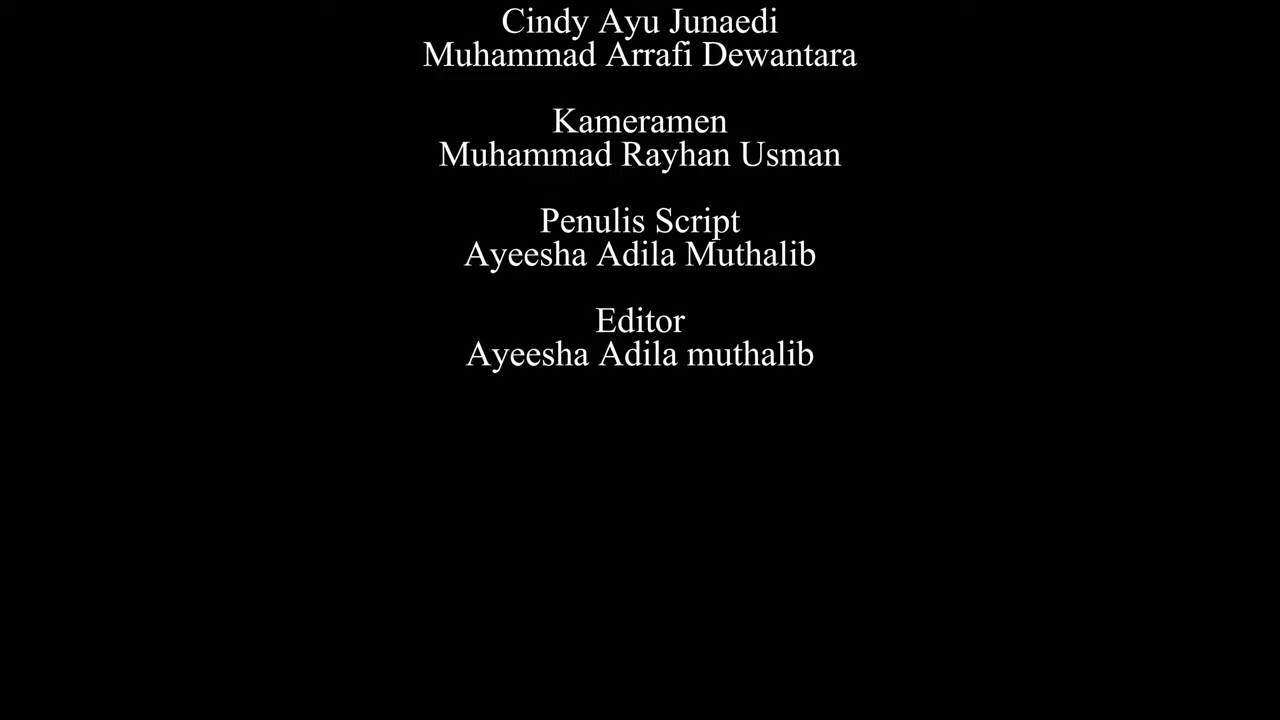 Cindy Ayu Junaedi
Muhammad Arrafi Dewantara
Kameramen
Muhammad Rayhan Usman
Penulis Script
Ayeesha Adila Muthalib
Editor
Ayeesha Adila muthalib